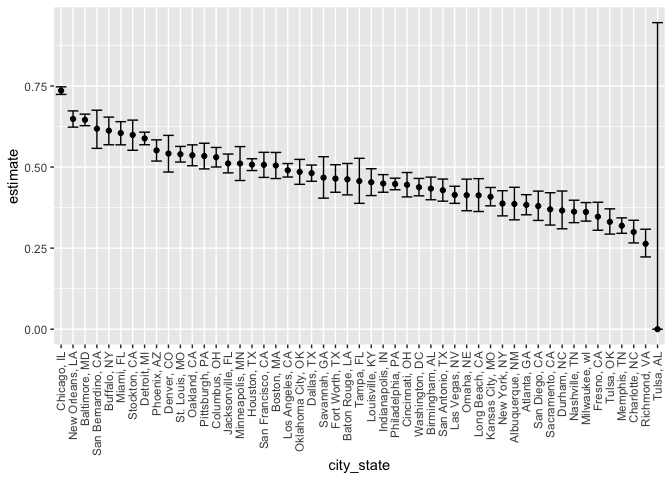 0.75
0.50
0.25
0.00
estimate
Chicago, IL
New Orleans, LA
Baltimore, MD
San Bernardino, CA
Buffalo, NY
Miami, FL
Stockton, CA
Detroit, MI
Phoenix, AZ
Denver, CO
St. Louis, MO
Oakland, CA
Pittsburgh, PA
Columbus, OH
Jacksonville, FL
Minneapolis, MN
Houston, TX
San Francisco, CA
Boston, MA
Los Angeles, CA
Oklahoma City, OK
Dallas, TX
Savannah, GA
Fort Worth, TX
Baton Rouge, LA
Tampa, FL
Louisville, KY
Indianapolis, IN
Philadelphia, PA
Cincinnati, OH
Washington, DC
Birmingham, AL
San Antonio, TX
Las Vegas, NV
Omaha, NE
Long Beach, CA
Kansas City, MO
New York, NY
Albuquerque, NM
Atlanta, GA
San Diego, CA
Sacramento, CA
Durham, NC
Nashville, TN
Milwaukee, wI
Fresno, CA
Tulsa, OK
Memphis, TN
Charlotte, NC
Richmond, VA
Tulsa, AL
city_state